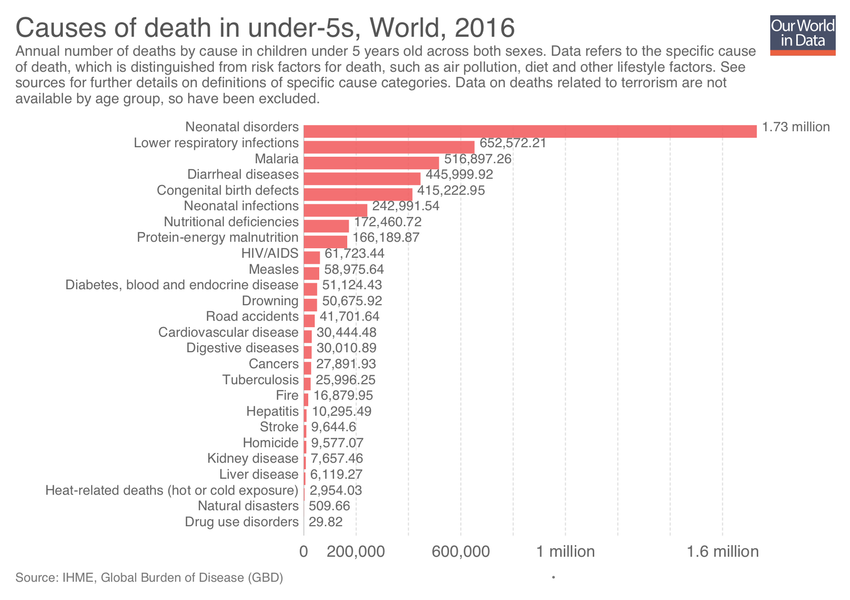 Causes of death in under-5s, World, 2016
Our World
in Data
Annual number of deaths by cause in children under 5 years old across both sexes. Data refers to the specific cause
of death, which is distinguished from risk factors for death, such as air pollution, diet and other lifestyle factors. See
sources for further details on definitions of specific cause categories. Data on deaths related to terrorism are not
available by age group, so have been excluded.
Neonatal disorders 1.73 million
Lower respiratory infections 652,572.21
Malaria 516,897.26
Diarrheal diseases 445,999.92
Congenital birth defects 415,222.95
Neonatal infections 242,991.54
Nutritional deficiencies 172,460.72
Protein-energy malnutrition 166,189.87
HIV/AIDS 61,723.44
Measles 58,975.64
Diabetes, blood and endocrine disease 51,124.43
Drowning 50,675.92
Road accidents 41,701.64
Cardiovascular disease 30,444.48
Digestive diseases 30,010.89
Cancers 27,891.93
Tuberculosis 25,996.25
Fire 16,879.95
Hepatitis 10,295.49
Stroke 9,644.6
Homicide 9,577.07
Kidney disease 7,657.46
Liver disease 6,119.27
Heat-related deaths (hot or cold exposure) 2,954.03
Natural disasters 509.66
Drug use disorders 29.82
0 200,000 600,000 1 million 1.6 million
Source: IHME, Global Burden of Disease (GBD)